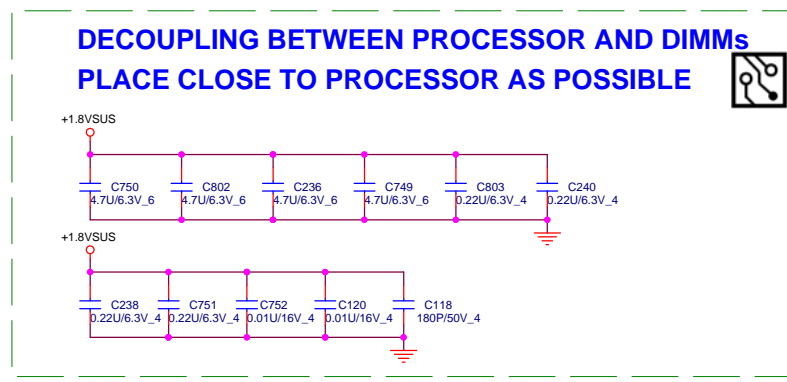 DECOUPLING BETWEEN PROCESSOR AND DIMMs
PLACE CLOSE TO PROCESSOR AS POSSIBLE
+1.8VSUS
C750 C802 C236 C749 C803 C240
4.7U/6.3V_6 4.7U/6.3V_6 4.7U/6.3V_6 4.7U/6.3V_6 0.22U/6.3V_4 0.22U/6.3V_4
+1.8VSUS
C238 C751 C752 C120 C118
0.22U/6.3V_4 0.22U/6.3V_4 0.01U/16V_4 0.01U/16V_4 180P/50V_4